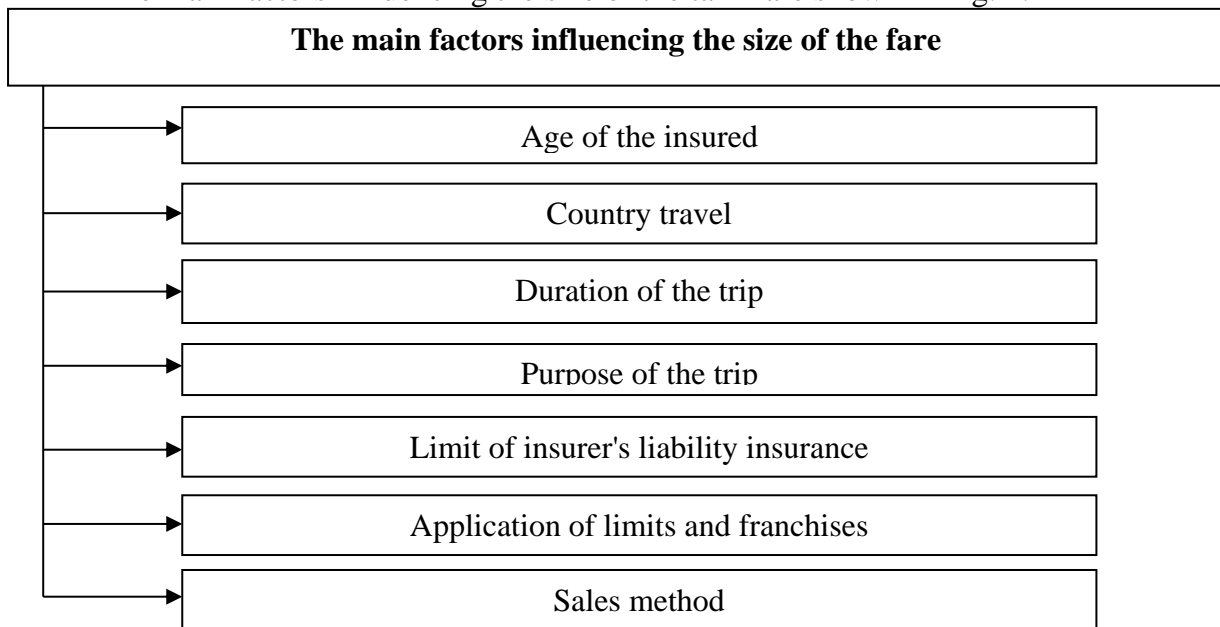 The main factors influencing the size of the fare
Age of the insured
Country travel
Duration of the trip
Purpose of the trip
Limit of insurer's liability insurance
Application of limits and franchises
Sales method